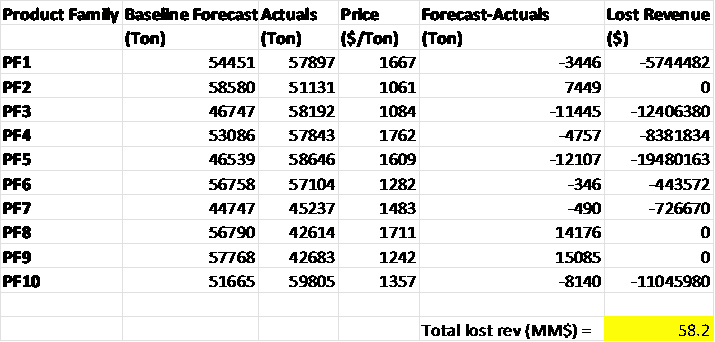 Product Family Baseline Forecast Actuals Price Forecast-Actuals Lost Revenue
(Ton) (Ton) ($/Ton) (Ton) ($)
PF1 54451 57897 1667 -3446 -5744482
PF2 58580 51131 1061 7449 0
PF3 46747 58192 1084 -11445 -12406380
PF4 53086 57843 1762 -4757 -8381834
PF5 46539 58646 1609 -12107 -19480163
PF6 56758 57104 1282 -346 -443572
PF7 44747 45237 1483 -490 -726670
PF8 56790 42614 1711 14176 0
PF9 57768 42683 1242 15085 0
PF10 51665 59805 1357 -8140 -11045980
Total lost rev (MM$) = 58.2